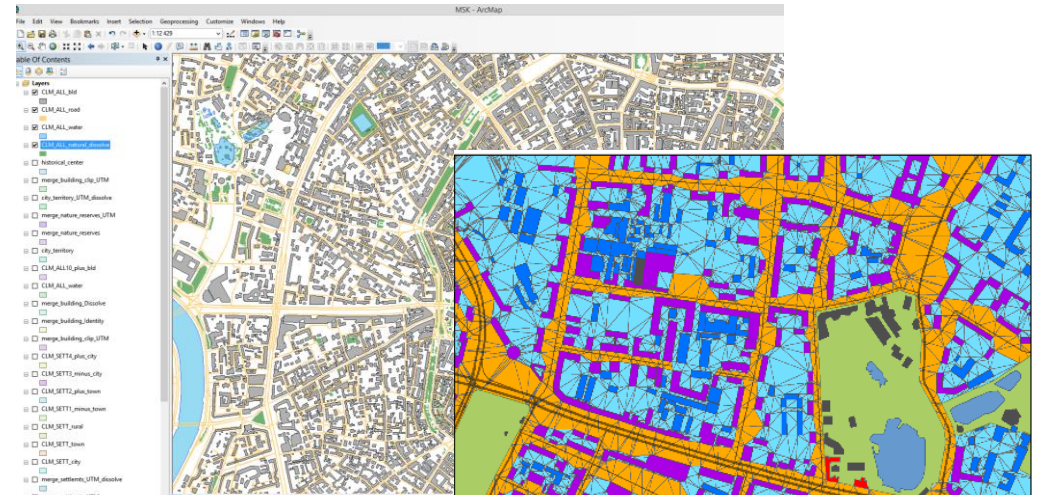 MSK - ArcMap
File Edit View Bookmarks Insert Selection Geoprocessing Customize Windows Help
1:12 429
Table Of Contents
Layers
CLM_ALL_bld
CLM_ALL_road
CLM_ALL_water
CLM_ALL_natural_dissolve
historical_center
merge_building_clip_UTM
city_territory_UTM_dissolve
merge_nature_reserves_UTM
merge_nature_reserves
city_territory
CLM_ALL10_plus_bld
CLM_ALL_water
merge_building_Dissolve
merge_building_Identity
merge_building_clip_UTM
CLM_SETT4_plus_city
CLM_SETT3_minus_city
CLM_SETT2_plus_town
CLM_SETT1_minus_town
CLM_SETT_rural
CLM_SETT_town
CLM_SETT_city
merge_settlemts_UTM_dissolve